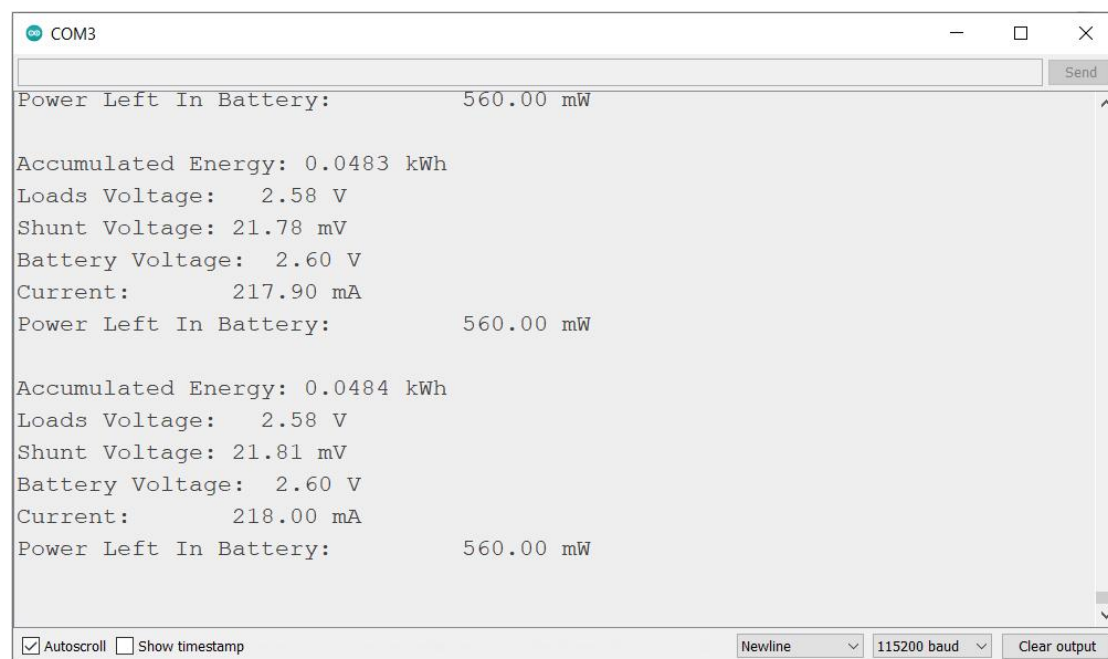 COM3
Send
Power Left In Battery: 560.00 mW
Accumulated Energy: 0.0483 kWh
Loads Voltage: 2.58 V
Shunt Voltage: 21.78 mV
Battery Voltage: 2.60 V
Current: 217.90 mA
Power Left In Battery: 560.00 mW
Accumulated Energy: 0.0484 kWh
Loads Voltage: 2.58 V
Shunt Voltage: 21.81 mV
Battery Voltage: 2.60 V
Current: 218.00 mA
Power Left In Battery: 560.00 mW
Autoscroll Show timestamp Newline 115200 baud Clear output